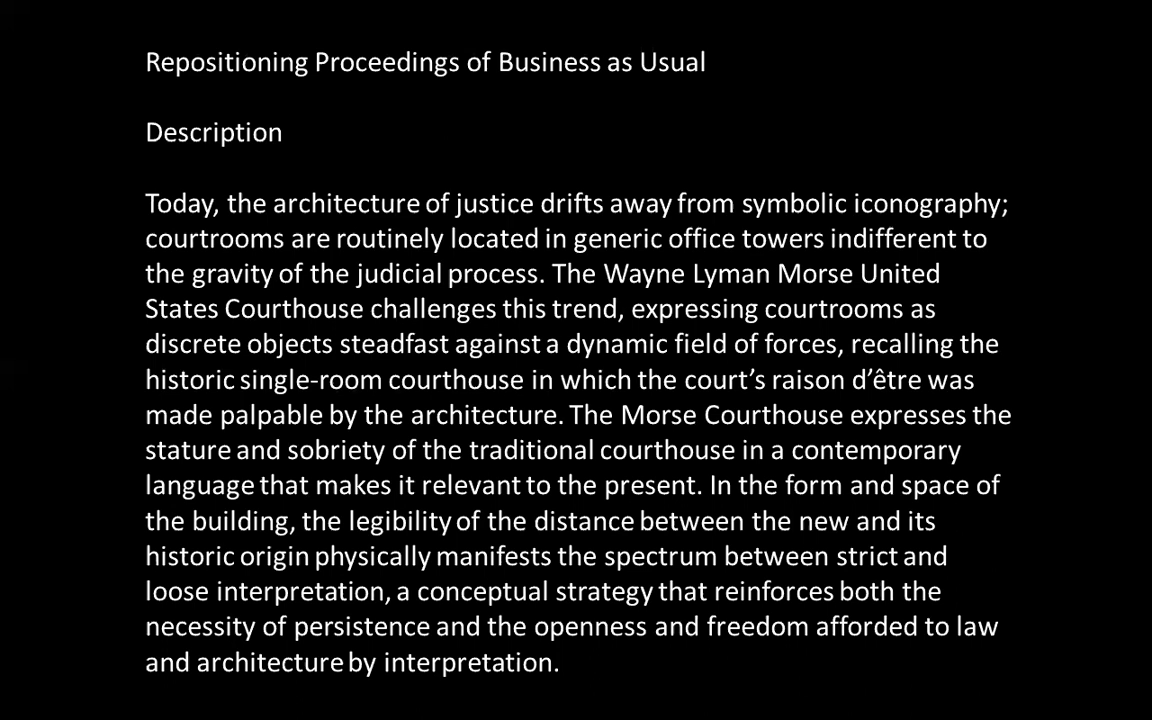 Repositioning Proceedings of Business as Usual
Description
Today, the architecture of justice drifts away from symbolic iconography;
courtrooms are routinely located in generic office towers indifferent to
the gravity of the judicial process. The Wayne Lyman Morse United
States Courthouse challenges this trend, expressing courtrooms as
discrete objects steadfast against a dynamic field of forces, recalling the
historic single-room courthouse in which the court’s raison d’être was
made palpable by the architecture. The Morse Courthouse expresses the
stature and sobriety of the traditional courthouse in a contemporary
language that makes it relevant to the present. In the form and space of
the building, the legibility of the distance between the new and its
historic origin physically manifests the spectrum between strict and
loose interpretation, a conceptual strategy that reinforces both the
necessity of persistence and the openness and freedom afforded to law
and architecture by interpretation.